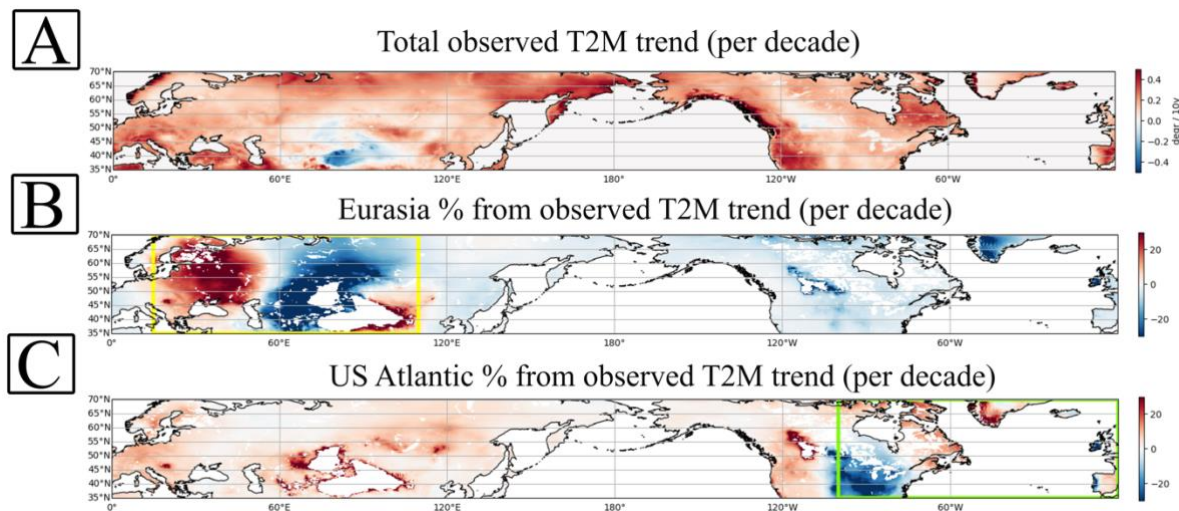 A
Total observed T2M trend (per decade)
70°N
65°N
60°N
55°N
50°N
45°N
40°N
35°N
0° 60°E 120°E 180° 120°W 60°W
0.4
0.2
0.0
−0.2
−0.4
degr / 10y
B
Eurasia % from observed T2M trend (per decade)
70°N
65°N
60°N
55°N
50°N
45°N
40°N
35°N
0° 60°E 120°E 180° 120°W 60°W
20
0
−20
C
US Atlantic % from observed T2M trend (per decade)
70°N
65°N
60°N
55°N
50°N
45°N
40°N
35°N
0° 60°E 120°E 180° 120°W 60°W
20
0
−20